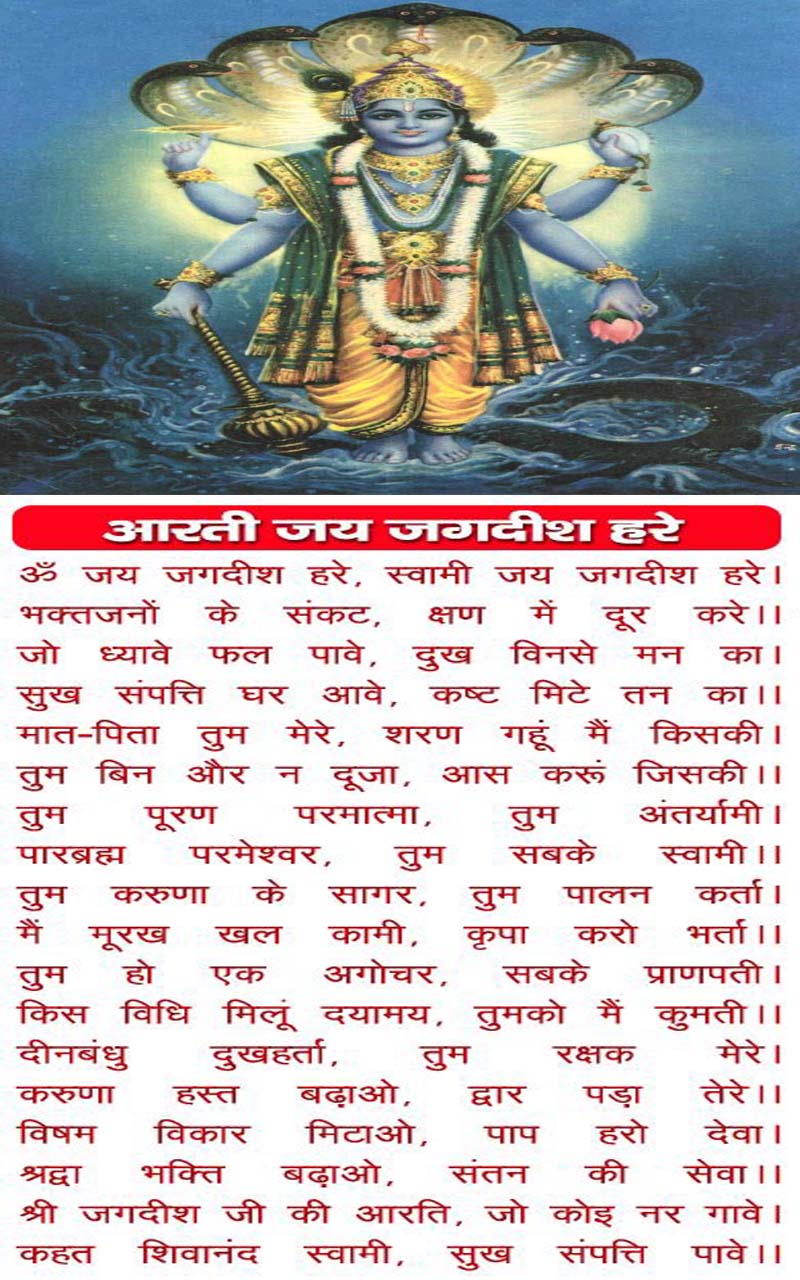 आरती जय जगदीश हरे
ॐ जय जगदीश हरे, स्वामी जय जगदीश हरे।
भक्तजनों के संकट, क्षण में दूर करे।।
जो ध्यावे फल पावे, दुख विनसे मन का।
सुख संपत्ति घर आवे, कष्ट मिटे तन का।।
मात-पिता तुम मेरे, शरण गहूं मैं किसकी।
तुम बिन और न दूजा, आस करूं जिसकी।।
तुम पूरण परमात्मा, तुम अंतर्यामी।
पारब्रह्म परमेश्वर, तुम सबके स्वामी।।
तुम करुणा के सागर, तुम पालन कर्ता।
मैं मूरख खल कामी, कृपा करो भर्ता।।
तुम हो एक अगोचर, सबके प्राणपती।
किस विधि मिलूं दयामय, तुमको मैं कुमती।।
दीनबंधु दुखहर्ता, तुम रक्षक मेरे।
करुणा हस्त बढ़ाओ, द्वार पड़ा तेरे।।
विषम विकार मिटाओ, पाप हरो देवा।
श्रद्वा भक्ति बढ़ाओ, संतन की सेवा।।
श्री जगदीश जी की आरति, जो कोइ नर गावे।
कहत शिवानंद स्वामी, सुख संपत्ति पावे।।